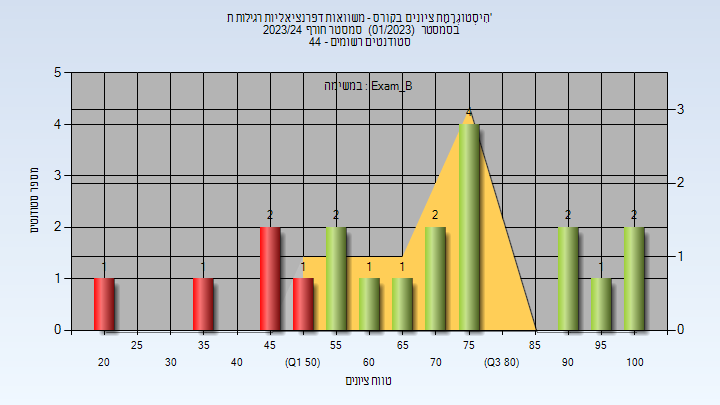 היסטוגרמת ציונים בקורס - משוואות דפרנציאליות רגילות ת'
בסמסטר (01/2023) סמסטר חורף 2023/24
סטודנטים רשומים - 44
במשימה : Exam_B
מספר סטודנטים
5
4
3
2
1
0
3
2
1
0
1 1 2 1 2 1 1 2 4 2 1 2
25 35 45 55 65 75 85 95
20 30 40 (Q1 50) 60 70 (Q3 80) 90 100
טווח ציונים